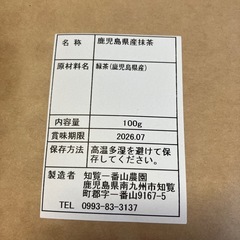 名 称 鹿児島県産抹茶
原材料名 緑茶(鹿児島県産)
内容量 100g
賞味期限 2026.07
保存方法 高温多湿を避けて保
存してください。
製造者 知覧一番山農園
鹿児島県南九州市知覧
町郡字一番山9167-5
TEL 0993-83-3137